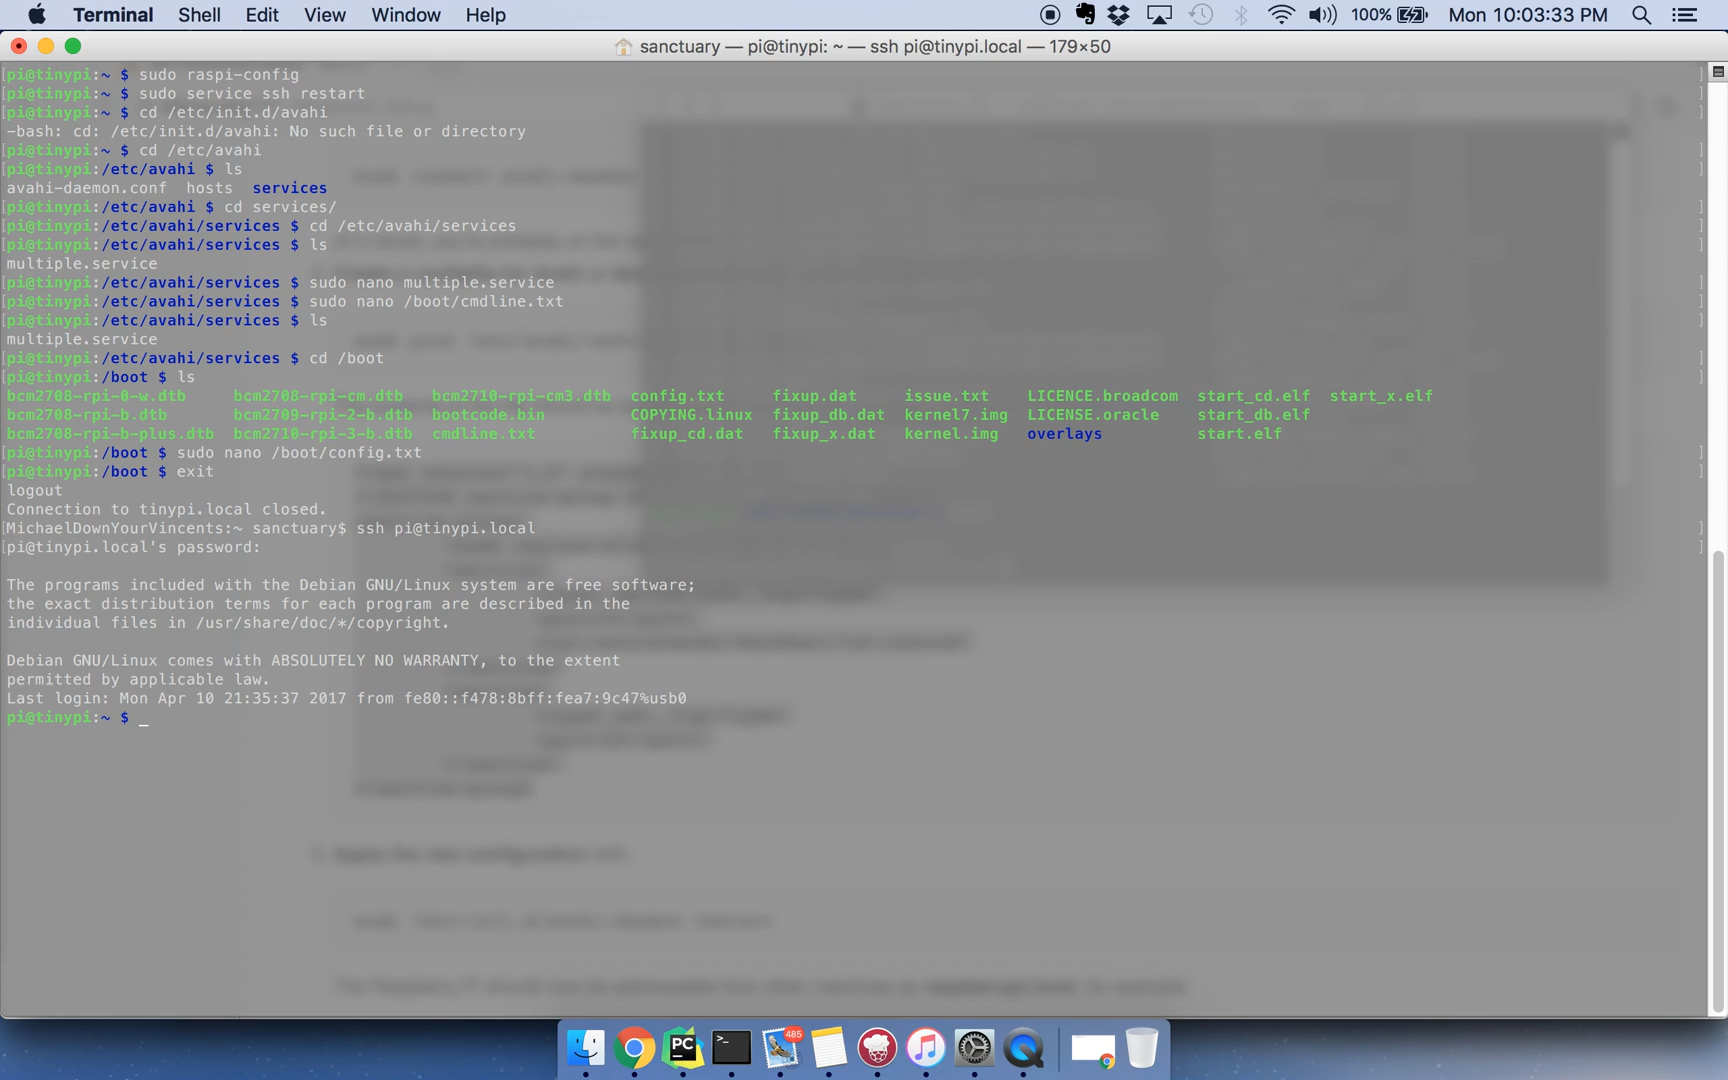 Terminal Shell Edit View Window Help 100% Mon 10:03:33 PM
sanctuary — pi@tinypi: ~ — ssh pi@tinypi.local — 179×50
[pi@tinypi:~ $ sudo raspi-config ]
[pi@tinypi:~ $ sudo service ssh restart ]
[pi@tinypi:~ $ cd /etc/init.d/avahi ]
-bash: cd: /etc/init.d/avahi: No such file or directory
[pi@tinypi:~ $ cd /etc/avahi ]
[pi@tinypi:/etc/avahi $ ls ]
avahi-daemon.conf hosts services
[pi@tinypi:/etc/avahi $ cd services/ ]
[pi@tinypi:/etc/avahi/services $ cd /etc/avahi/services ]
[pi@tinypi:/etc/avahi/services $ ls ]
multiple.service
[pi@tinypi:/etc/avahi/services $ sudo nano multiple.service ]
[pi@tinypi:/etc/avahi/services $ sudo nano /boot/cmdline.txt ]
[pi@tinypi:/etc/avahi/services $ ls ]
multiple.service
[pi@tinypi:/etc/avahi/services $ cd /boot ]
[pi@tinypi:/boot $ ls ]
bcm2708-rpi-0-w.dtb bcm2708-rpi-cm.dtb bcm2710-rpi-cm3.dtb config.txt fixup.dat issue.txt LICENCE.broadcom start_cd.elf start_x.elf
bcm2708-rpi-b.dtb bcm2709-rpi-2-b.dtb bootcode.bin COPYING.linux fixup_db.dat kernel7.img LICENSE.oracle start_db.elf
bcm2708-rpi-b-plus.dtb bcm2710-rpi-3-b.dtb cmdline.txt fixup_cd.dat fixup_x.dat kernel.img overlays start.elf
[pi@tinypi:/boot $ sudo nano /boot/config.txt ]
[pi@tinypi:/boot $ exit ]
logout
Connection to tinypi.local closed.
[MichaelDownYourVincents:~ sanctuary$ ssh pi@tinypi.local ]
[pi@tinypi.local's password: ]
The programs included with the Debian GNU/Linux system are free software;
the exact distribution terms for each program are described in the
individual files in /usr/share/doc/*/copyright.
Debian GNU/Linux comes with ABSOLUTELY NO WARRANTY, to the extent
permitted by applicable law.
Last login: Mon Apr 10 21:35:37 2017 from fe80::f478:8bff:fea7:9c47%usb0
pi@tinypi:~ $ _
PC
>_
485